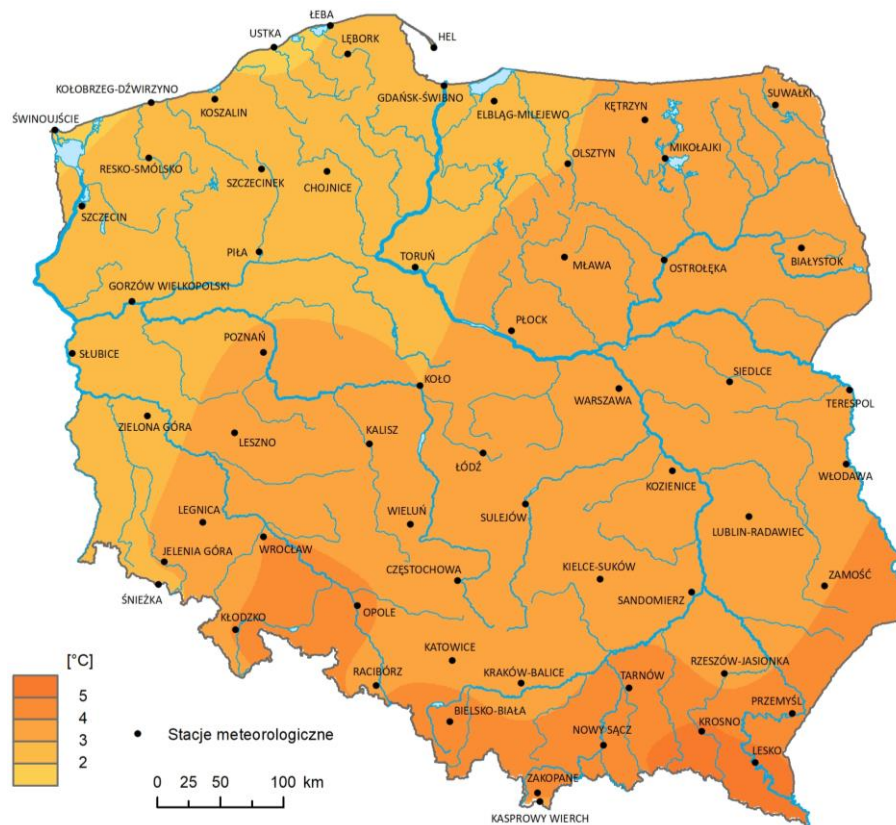 ŁEBA
USTKA
LĘBORK
HEL
KOŁOBRZEG-DŹWIRZYNO
KOSZALIN
GDAŃSK-ŚWIBNO
ELBLĄG-MILEJEWO
KĘTRZYN
SUWAŁKI
ŚWINOUJŚCIE
RESKO-SMÓLSKO
SZCZECINEK
CHOJNICE
OLSZTYN
MIKOŁAJKI
SZCZECIN
PIŁA
TORUŃ
MŁAWA
OSTROŁĘKA
BIAŁYSTOK
GORZÓW WIELKOPOLSKI
PŁOCK
SŁUBICE
POZNAŃ
KOŁO
WARSZAWA
SIEDLCE
TERESPOL
ZIELONA GÓRA
LESZNO
KALISZ
ŁÓDŹ
KOZIENICE
WŁODAWA
LEGNICA
WIELUŃ
SULEJÓW
LUBLIN-RADAWIEC
JELENIA GÓRA
WROCŁAW
CZĘSTOCHOWA
KIELCE-SUKÓW
ZAMOŚĆ
ŚNIEŻKA
SANDOMIERZ
KŁODZKO
OPOLE
KATOWICE
RACIBÓRZ
KRAKÓW-BALICE
TARNÓW
RZESZÓW-JASIONKA
BIELSKO-BIAŁA
PRZEMYŚL
NOWY SĄCZ
KROSNO
LESKO
ZAKOPANE
KASPROWY WIERCH
[°C]
5
4
3
2
Stacje meteorologiczne
0 25 50 100 km